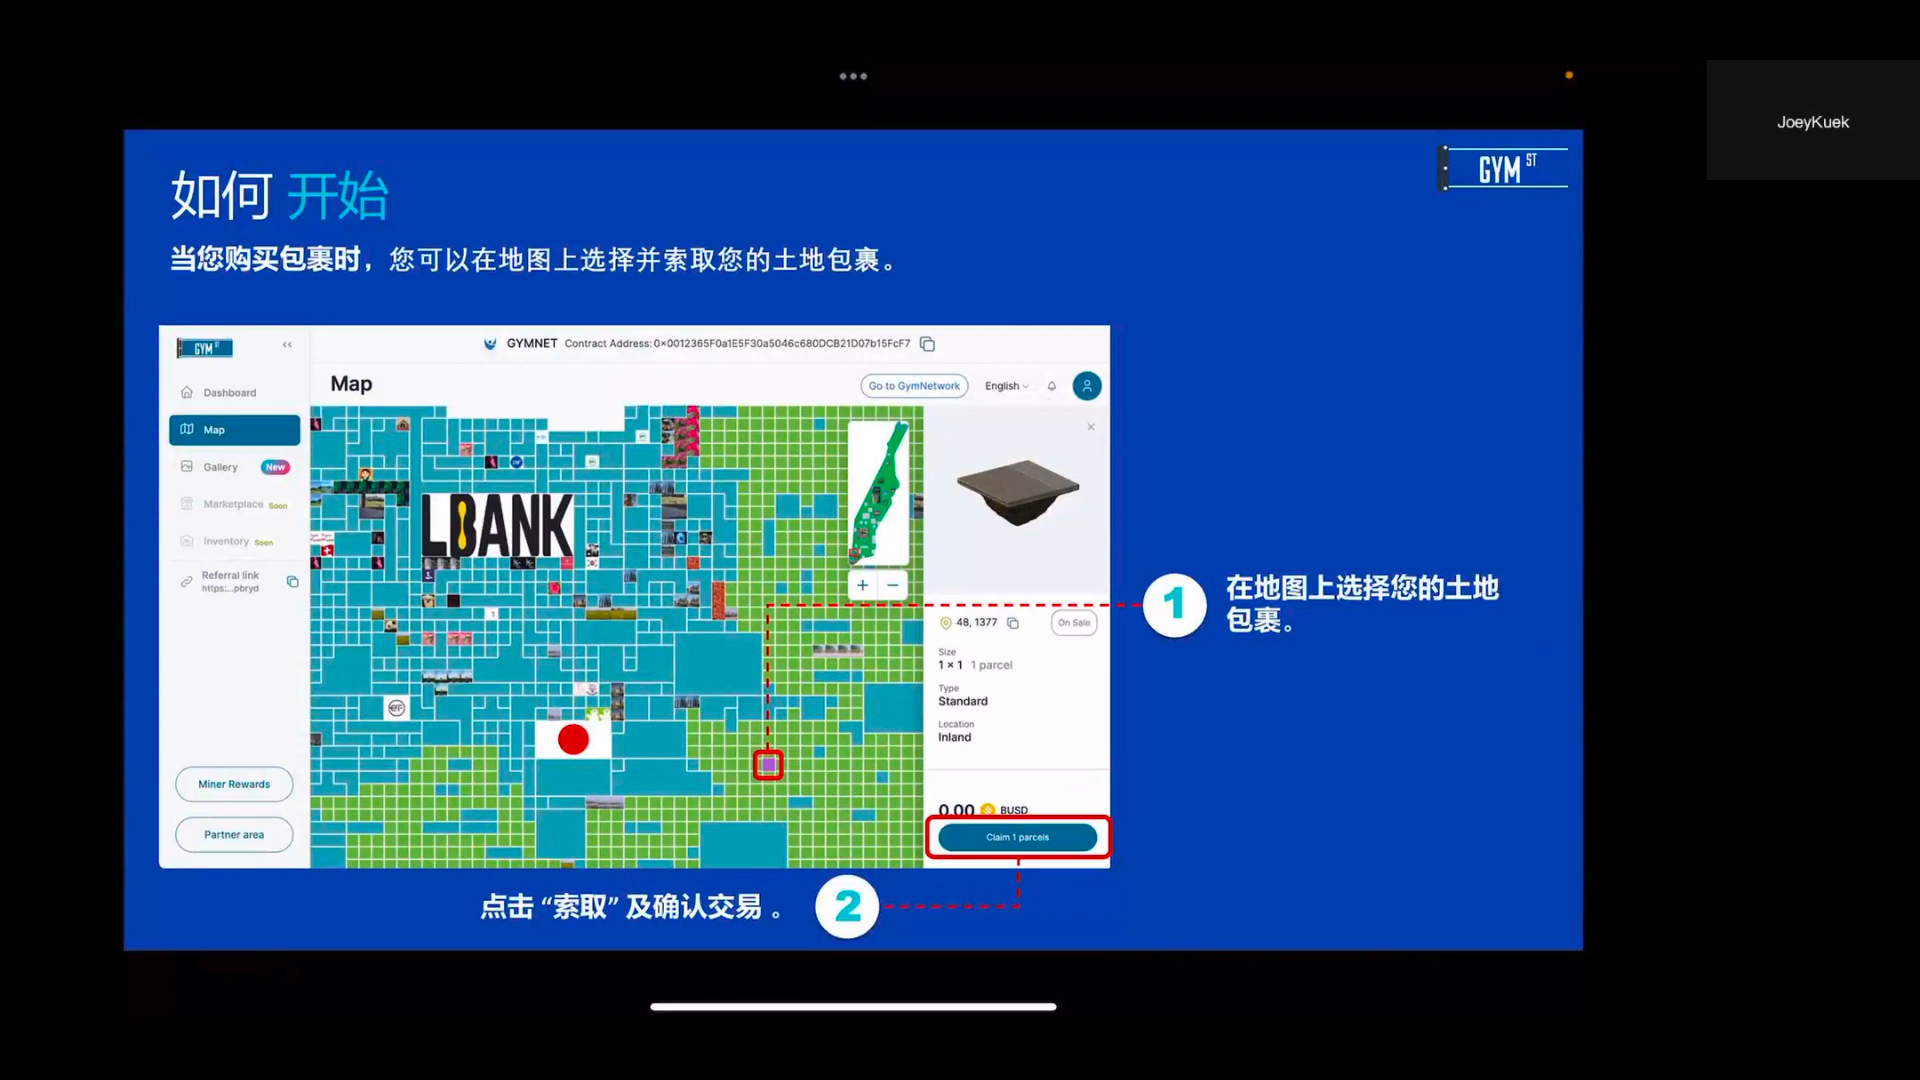 JoeyKuek
GYM ST
如何 开始
当您购买包裹时，您可以在地图上选择并索取您的土地包裹。
GYM ST
GYMNET Contract Address: 0x0012365F0a1E5F30a5046c680DCB21D07b15FcF7
Dashboard
Map
Gallery New
Marketplace Soon
Inventory Soon
Referral link
https:...pbryd
Miner Rewards
Partner area
Map
Go to GymNetwork
English
LBANK
48, 1377
On Sale
Size
1 × 1 1 parcel
Type
Standard
Location
Inland
0.00 BUSD
Claim 1 parcels
1
在地图上选择您的土地
包裹。
点击 “索取” 及确认交易 。
2